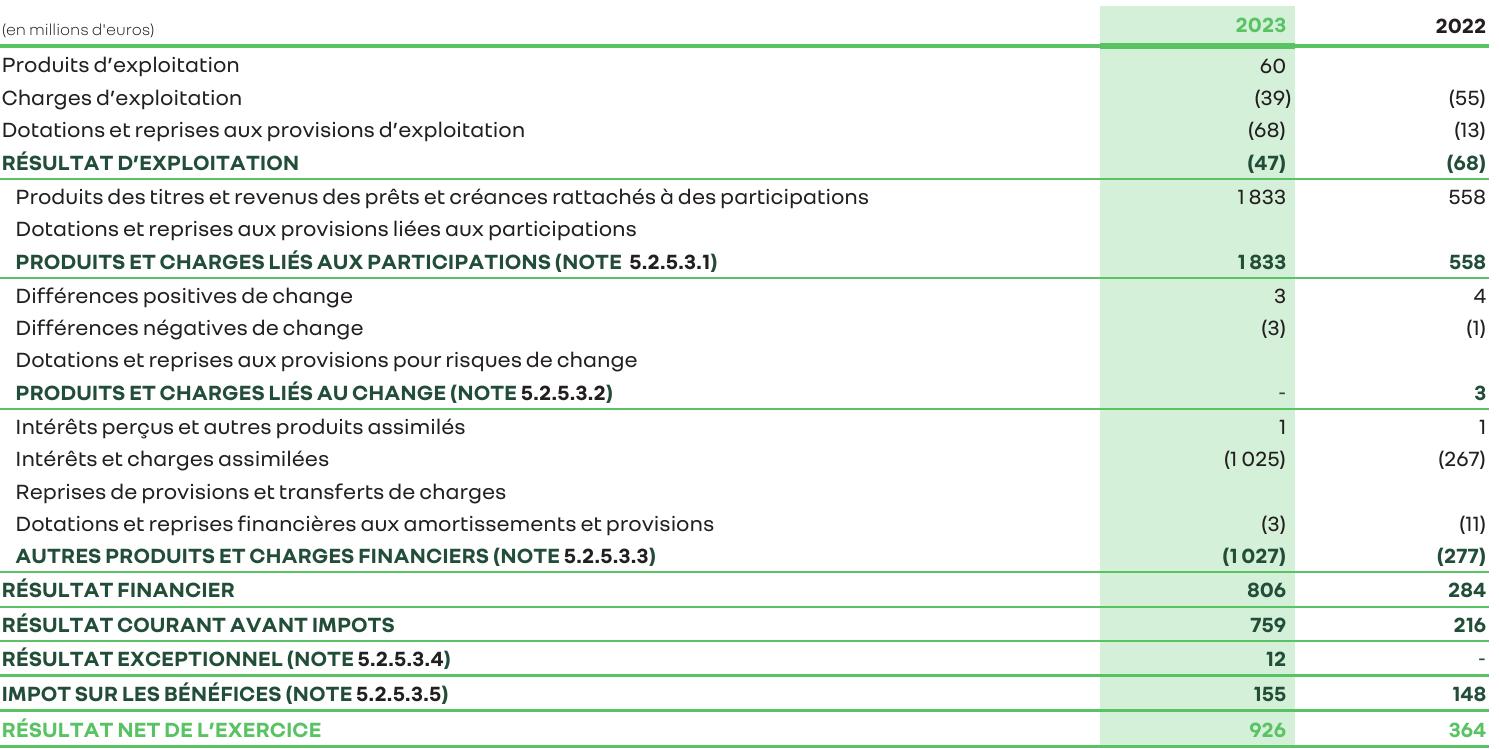 (en millions d'euros) 2023 2022
Produits d’exploitation 60
Charges d’exploitation (39) (55)
Dotations et reprises aux provisions d’exploitation (68) (13)
RÉSULTAT D’EXPLOITATION (47) (68)
Produits des titres et revenus des prêts et créances rattachés à des participations 1 833 558
Dotations et reprises aux provisions liées aux participations
PRODUITS ET CHARGES LIÉS AUX PARTICIPATIONS (NOTE 5.2.5.3.1) 1 833 558
Différences positives de change 3 4
Différences négatives de change (3) (1)
Dotations et reprises aux provisions pour risques de change
PRODUITS ET CHARGES LIÉS AU CHANGE (NOTE 5.2.5.3.2) - 3
Intérêts perçus et autres produits assimilés 1 1
Intérêts et charges assimilées (1 025) (267)
Reprises de provisions et transferts de charges
Dotations et reprises financières aux amortissements et provisions (3) (11)
AUTRES PRODUITS ET CHARGES FINANCIERS (NOTE 5.2.5.3.3) (1 027) (277)
RÉSULTAT FINANCIER 806 284
RÉSULTAT COURANT AVANT IMPOTS 759 216
RÉSULTAT EXCEPTIONNEL (NOTE 5.2.5.3.4) 12 -
IMPOT SUR LES BÉNÉFICES (NOTE 5.2.5.3.5) 155 148
RÉSULTAT NET DE L’EXERCICE 926 364